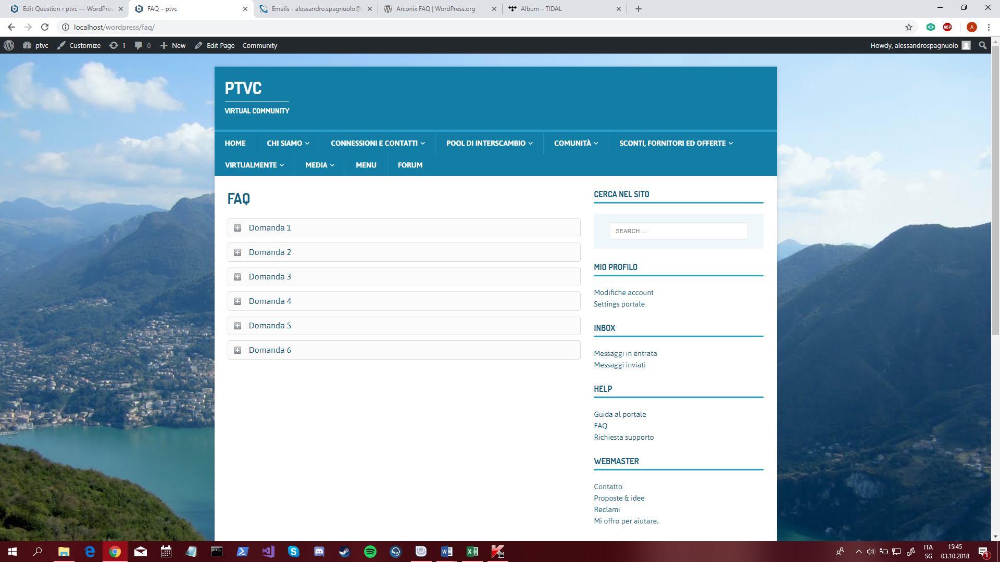 Edit Question ‹ ptvc — WordPres
FAQ – ptvc
Emails - alessandro.spagnuolo@
Arconix FAQ | WordPress.org
Album – TIDAL
localhost/wordpress/faq/
ABP
A
ptvc
Customize
1
0
New
Edit Page
Community
Howdy, alessandrospagnuolo
PTVC
VIRTUAL COMMUNITY
HOME
CHI SIAMO
CONNESSIONI E CONTATTI
POOL DI INTERSCAMBIO
COMUNITÀ
SCONTI, FORNITORI ED OFFERTE
VIRTUALMENTE
MEDIA
MENU
FORUM
FAQ
Domanda 1
Domanda 2
Domanda 3
Domanda 4
Domanda 5
Domanda 6
CERCA NEL SITO
SEARCH …
MIO PROFILO
Modifiche account
Settings portale
INBOX
Messaggi in entrata
Messaggi inviati
HELP
Guida al portale
FAQ
Richiesta supporto
WEBMASTER
Contatto
Proposte & idee
Reclami
Mi offro per aiutare..
ITA
SG
15:45
03.10.2018
1